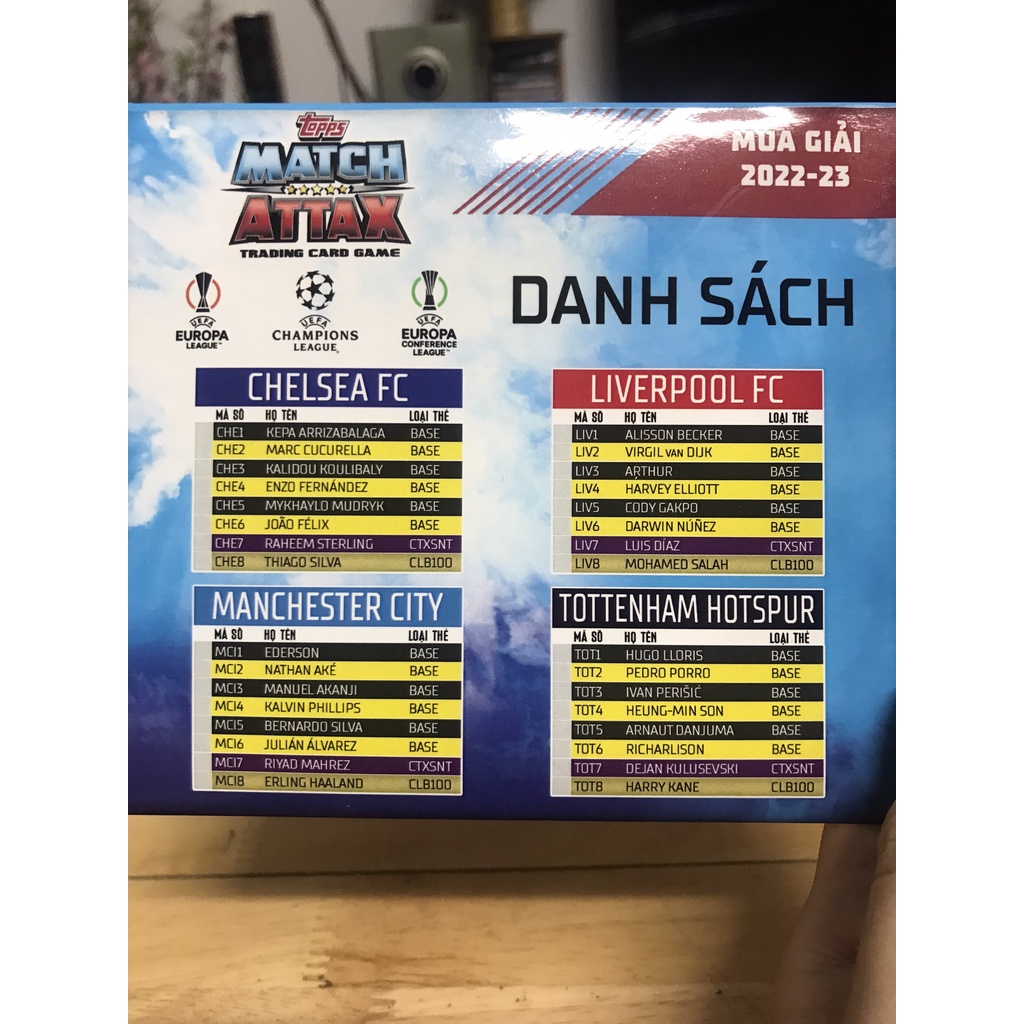 topps
MATCH
ATTAX
TRADING CARD GAME
MÙA GIẢI
2022-23
UEFA
EUROPA
LEAGUE™
UEFA
CHAMPIONS
LEAGUE
UEFA
EUROPA
CONFERENCE
LEAGUE™
DANH SÁCH
CHELSEA FC
MÃ SỐ HỌ TÊN LOẠI THẺ
CHE1 KEPA ARRIZABALAGA BASE
CHE2 MARC CUCURELLA BASE
CHE3 KALIDOU KOULIBALY BASE
CHE4 ENZO FERNÁNDEZ BASE
CHE5 MYKHAYLO MUDRYK BASE
CHE6 JOÃO FÉLIX BASE
CHE7 RAHEEM STERLING CTXSNT
CHE8 THIAGO SILVA CLB100
LIVERPOOL FC
MÃ SỐ HỌ TÊN LOẠI THẺ
LIV1 ALISSON BECKER BASE
LIV2 VIRGIL VAN DIJK BASE
LIV3 ARTHUR BASE
LIV4 HARVEY ELLIOTT BASE
LIV5 CODY GAKPO BASE
LIV6 DARWIN NÚÑEZ BASE
LIV7 LUIS DÍAZ CTXSNT
LIV8 MOHAMED SALAH CLB100
MANCHESTER CITY
MÃ SỐ HỌ TÊN LOẠI THẺ
MCI1 EDERSON BASE
MCI2 NATHAN AKÉ BASE
MCI3 MANUEL AKANJI BASE
MCI4 KALVIN PHILLIPS BASE
MCI5 BERNARDO SILVA BASE
MCI6 JULIÁN ÁLVAREZ BASE
MCI7 RIYAD MAHREZ CTXSNT
MCI8 ERLING HAALAND CLB100
TOTTENHAM HOTSPUR
MÃ SỐ HỌ TÊN LOẠI THẺ
TOT1 HUGO LLORIS BASE
TOT2 PEDRO PORRO BASE
TOT3 IVAN PERIŠIĆ BASE
TOT4 HEUNG-MIN SON BASE
TOT5 ARNAUT DANJUMA BASE
TOT6 RICHARLISON BASE
TOT7 DEJAN KULUSEVSKI CTXSNT
TOT8 HARRY KANE CLB100